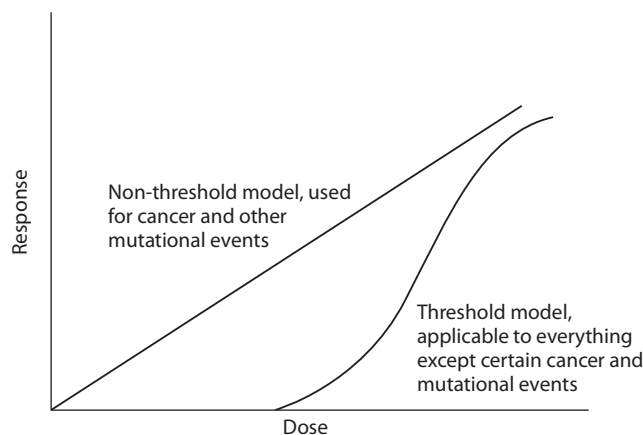 Response
Non-threshold model, used
for cancer and other
mutational events
Threshold model,
applicable to everything
except certain cancer and
mutational events
Dose